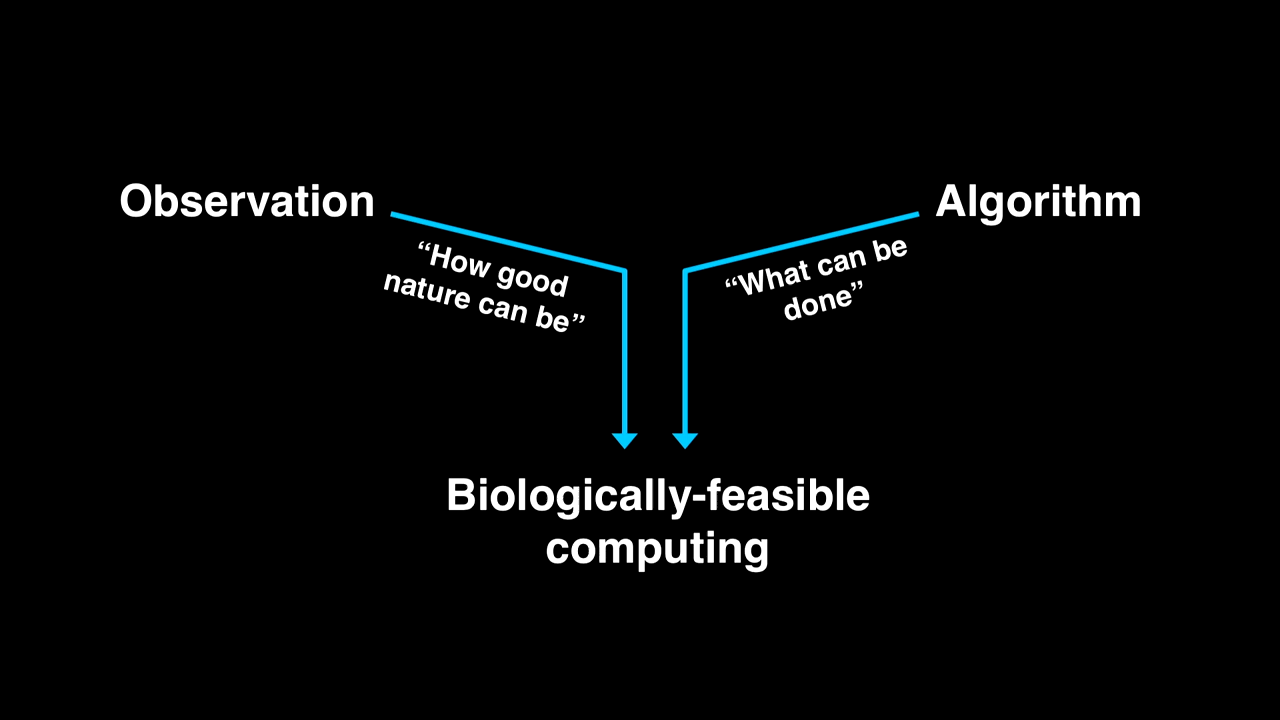 Observation
Algorithm
“How good
nature can be”
“What can be
done”
Biologically-feasible
computing